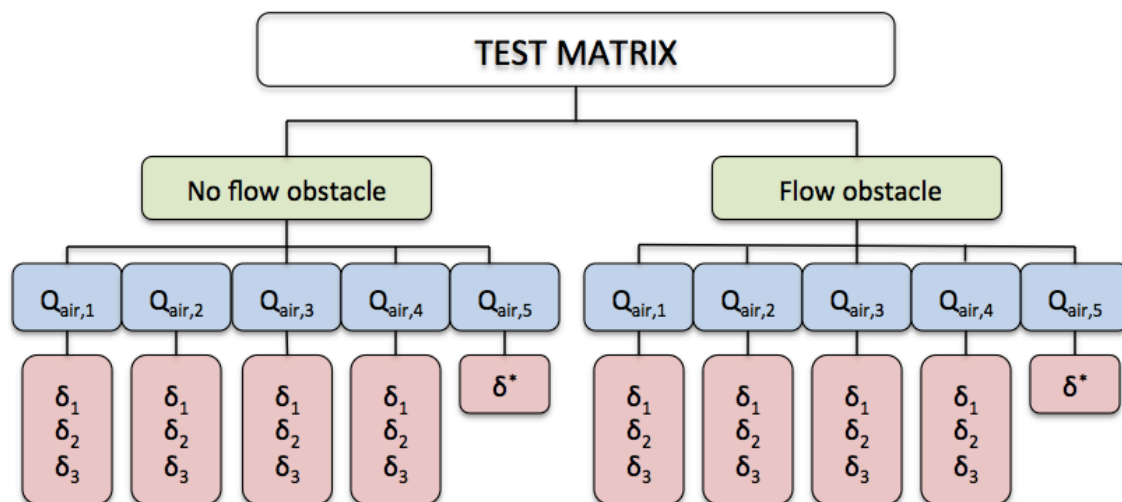 TEST MATRIX
No flow obstacle Flow obstacle
Q_air,1 Q_air,2 Q_air,3 Q_air,4 Q_air,5 Q_air,1 Q_air,2 Q_air,3 Q_air,4 Q_air,5
δ₁ δ₁ δ₁ δ₁ δ* δ₁ δ₁ δ₁ δ₁ δ*
δ₂ δ₂ δ₂ δ₂ δ₂ δ₂ δ₂ δ₂
δ₃ δ₃ δ₃ δ₃ δ₃ δ₃ δ₃ δ₃